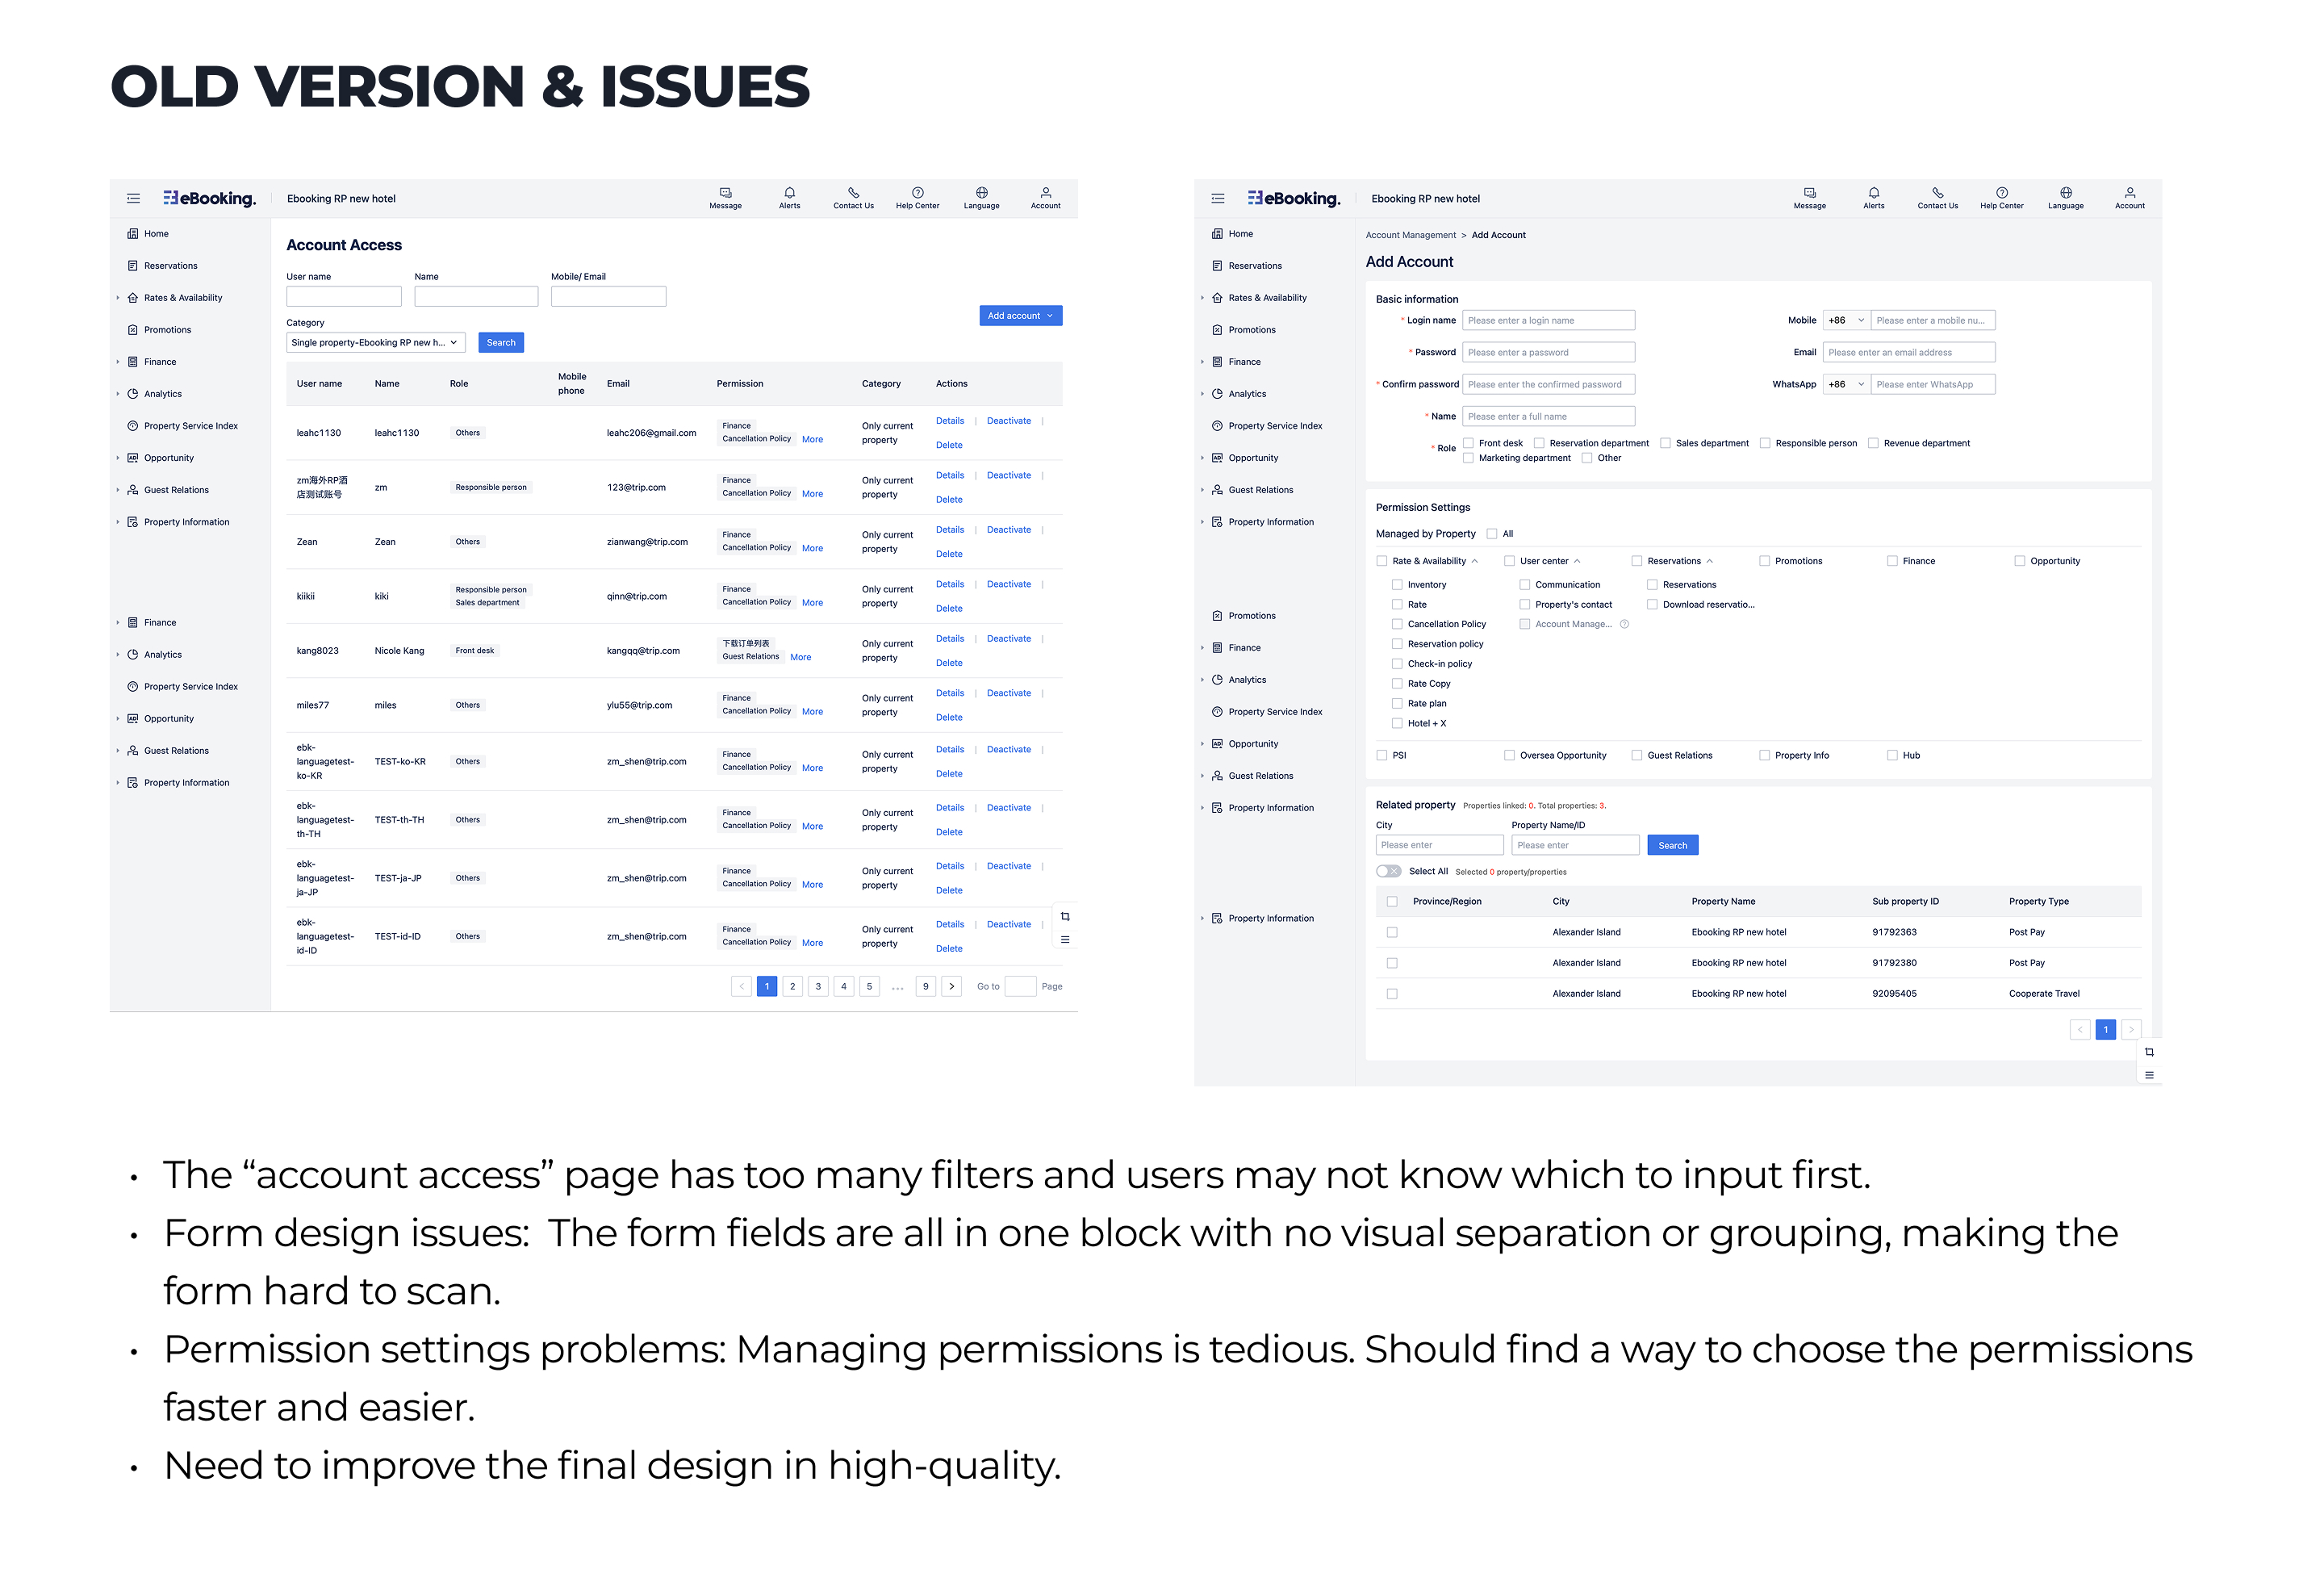 OLD VERSION & ISSUES
eBooking.
Ebooking RP new hotel
Message
Alerts
Contact Us
Help Center
Language
Account
Home
Reservations
Rates & Availability
Promotions
Finance
Analytics
Property Service Index
Opportunity
Guest Relations
Property Information
Finance
Analytics
Property Service Index
Opportunity
Guest Relations
Property Information
Account Access
User name Name Mobile/ Email
Add account
Category
Single property-Ebooking RP new h... Search
User name Name Role Mobile phone Email Permission Category Actions
leahc1130 leahc1130 Others leahc206@gmail.com Finance Cancellation Policy More Only current property Details | Deactivate | Delete
zm海外RP酒店测试账号 zm Responsible person 123@trip.com Finance Cancellation Policy More Only current property Details | Deactivate | Delete
Zean Zean Others zianwang@trip.com Finance Cancellation Policy More Only current property Details | Deactivate | Delete
kiikii kiki Responsible person Sales department qinn@trip.com Finance Cancellation Policy More Only current property Details | Deactivate | Delete
kang8023 Nicole Kang Front desk kangqq@trip.com 下载订单列表 Guest Relations More Only current property Details | Deactivate | Delete
miles77 miles Others ylu55@trip.com Finance Cancellation Policy More Only current property Details | Deactivate | Delete
ebk-languagetest-ko-KR TEST-ko-KR Others zm_shen@trip.com Finance Cancellation Policy More Only current property Details | Deactivate | Delete
ebk-languagetest-th-TH TEST-th-TH Others zm_shen@trip.com Finance Cancellation Policy More Only current property Details | Deactivate | Delete
ebk-languagetest-ja-JP TEST-ja-JP Others zm_shen@trip.com Finance Cancellation Policy More Only current property Details | Deactivate | Delete
ebk-languagetest-id-ID TEST-id-ID Others zm_shen@trip.com Finance Cancellation Policy More Only current property Details | Deactivate | Delete
< 1 2 3 4 5 ... 9 > Go to Page
eBooking.
Ebooking RP new hotel
Message
Alerts
Contact Us
Help Center
Language
Account
Home
Reservations
Rates & Availability
Promotions
Finance
Analytics
Property Service Index
Opportunity
Guest Relations
Property Information
Promotions
Finance
Analytics
Property Service Index
Opportunity
Guest Relations
Property Information
Property Information
Account Management > Add Account
Add Account
Basic information
* Login name Please enter a login name Mobile +86 Please enter a mobile nu...
* Password Please enter a password Email Please enter an email address
* Confirm password Please enter the confirmed password WhatsApp +86 Please enter WhatsApp
* Name Please enter a full name
* Role Front desk Reservation department Sales department Responsible person Revenue department
Marketing department Other
Permission Settings
Managed by Property All
Rate & Availability User center Reservations Promotions Finance Opportunity
Inventory Communication Reservations
Rate Property's contact Download reservatio...
Cancellation Policy Account Manage...
Reservation policy
Check-in policy
Rate Copy
Rate plan
Hotel + X
PSI Oversea Opportunity Guest Relations Property Info Hub
Related property Properties linked: 0. Total properties: 3.
City Property Name/ID
Please enter Please enter Search
Select All Selected 0 property/properties
Province/Region City Property Name Sub property ID Property Type
Alexander Island Ebooking RP new hotel 91792363 Post Pay
Alexander Island Ebooking RP new hotel 91792380 Post Pay
Alexander Island Ebooking RP new hotel 92095405 Cooperate Travel
< 1 >
• The “account access” page has too many filters and users may not know which to input first.
• Form design issues: The form fields are all in one block with no visual separation or grouping, making the
form hard to scan.
• Permission settings problems: Managing permissions is tedious. Should find a way to choose the permissions
faster and easier.
• Need to improve the final design in high-quality.